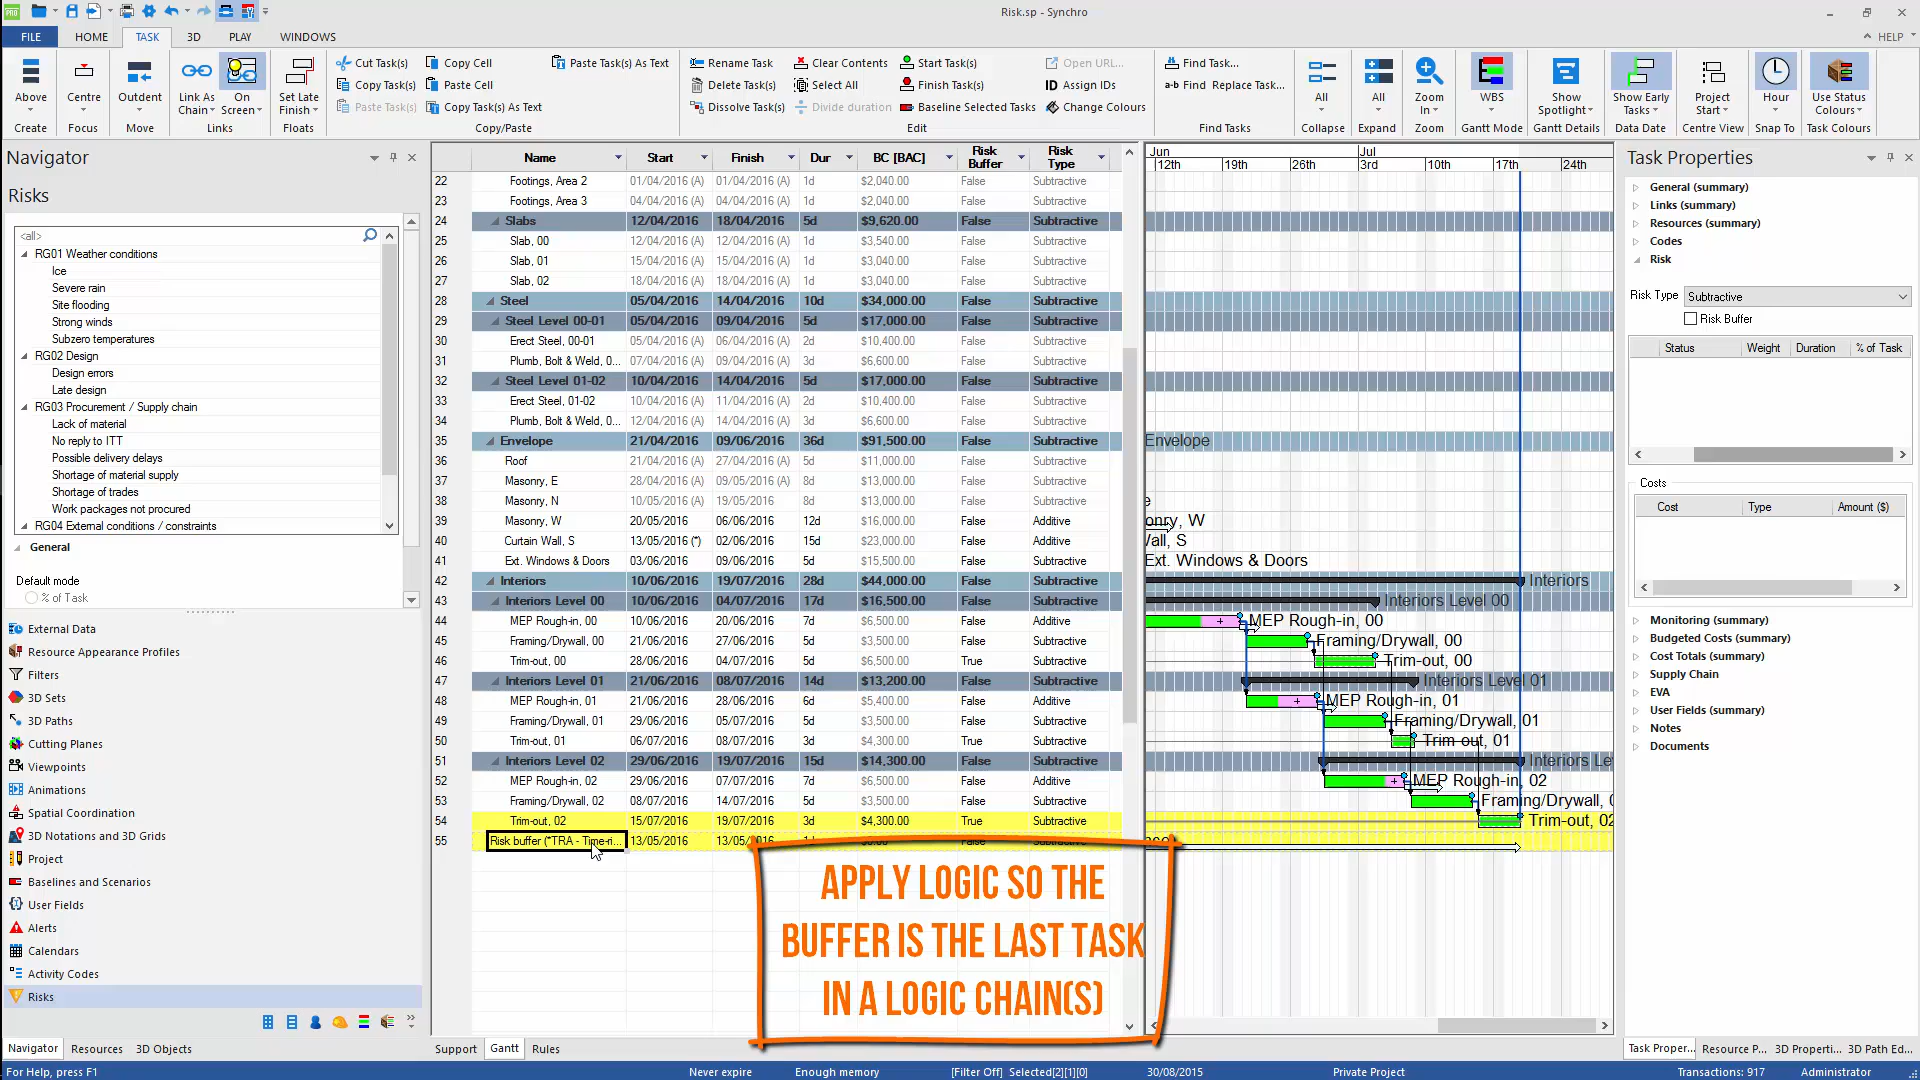 Risk.sp - Synchro
FILE HOME TASK 3D PLAY WINDOWS HELP
Above Centre Outdent Link As Chain On Screen Set Late Finish
Cut Task(s) Copy Cell Paste Task(s) As Text
Copy Task(s) Paste Cell
Paste Task(s) Copy Task(s) As Text
Rename Task Clear Contents Start Task(s) Open URL...
Delete Task(s) Select All Finish Task(s) Assign IDs
Dissolve Task(s) Divide duration Baseline Selected Tasks Change Colours
Find Task...
Find Replace Task...
All All Zoom In WBS Show Spotlight Show Early Tasks Project Start Hour Use Status Colours
Create Focus Move Links Floats Copy/Paste Edit Find Tasks Collapse Expand Zoom Gantt Mode Gantt Details Data Date Centre View Snap To Task Colours
Navigator
Risks
<all>
RG01 Weather conditions
Ice
Severe rain
Site flooding
Strong winds
Subzero temperatures
RG02 Design
Design errors
Late design
RG03 Procurement / Supply chain
Lack of material
No reply to ITT
Possible delivery delays
Shortage of material supply
Shortage of trades
Work packages not procured
RG04 External conditions / constraints
General
Default mode
% of Task
External Data
Resource Appearance Profiles
Filters
3D Sets
3D Paths
Cutting Planes
Viewpoints
Animations
Spatial Coordination
3D Notations and 3D Grids
Project
Baselines and Scenarios
User Fields
Alerts
Calendars
Activity Codes
Risks
Navigator Resources 3D Objects
Name Start Finish Dur BC [BAC] Risk Buffer Risk Type
22 Footings, Area 2 01/04/2016 (A) 01/04/2016 (A) 1d $2,040.00 False Subtractive
23 Footings, Area 3 04/04/2016 (A) 04/04/2016 (A) 1d $2,040.00 False Subtractive
24 Slabs 12/04/2016 18/04/2016 5d $9,620.00 False Subtractive
25 Slab, 00 12/04/2016 (A) 12/04/2016 (A) 1d $3,540.00 False Subtractive
26 Slab, 01 15/04/2016 (A) 15/04/2016 (A) 1d $3,040.00 False Subtractive
27 Slab, 02 18/04/2016 (A) 18/04/2016 (A) 1d $3,040.00 False Subtractive
28 Steel 05/04/2016 14/04/2016 10d $34,000.00 False Subtractive
29 Steel Level 00-01 05/04/2016 09/04/2016 5d $17,000.00 False Subtractive
30 Erect Steel, 00-01 05/04/2016 (A) 06/04/2016 (A) 2d $10,400.00 False Subtractive
31 Plumb, Bolt & Weld, 0... 07/04/2016 (A) 09/04/2016 (A) 3d $6,600.00 False Subtractive
32 Steel Level 01-02 10/04/2016 14/04/2016 5d $17,000.00 False Subtractive
33 Erect Steel, 01-02 10/04/2016 (A) 11/04/2016 (A) 2d $10,400.00 False Subtractive
34 Plumb, Bolt & Weld, 0... 12/04/2016 (A) 14/04/2016 (A) 3d $6,600.00 False Subtractive
35 Envelope 21/04/2016 09/06/2016 36d $91,500.00 False Subtractive
36 Roof 21/04/2016 (A) 27/04/2016 (A) 5d $11,000.00 False Subtractive
37 Masonry, E 28/04/2016 (A) 09/05/2016 (A) 8d $13,000.00 False Subtractive
38 Masonry, N 10/05/2016 (A) 19/05/2016 8d $13,000.00 False Subtractive
39 Masonry, W 20/05/2016 06/06/2016 12d $16,000.00 False Additive
40 Curtain Wall, S 13/05/2016 (*) 02/06/2016 15d $23,000.00 False Additive
41 Ext. Windows & Doors 03/06/2016 09/06/2016 5d $15,500.00 False Subtractive
42 Interiors 10/06/2016 19/07/2016 28d $44,000.00 False Subtractive
43 Interiors Level 00 10/06/2016 04/07/2016 17d $16,500.00 False Subtractive
44 MEP Rough-in, 00 10/06/2016 20/06/2016 7d $6,500.00 False Additive
45 Framing/Drywall, 00 21/06/2016 27/06/2016 5d $3,500.00 False Subtractive
46 Trim-out, 00 28/06/2016 04/07/2016 5d $6,500.00 True Subtractive
47 Interiors Level 01 21/06/2016 08/07/2016 14d $13,200.00 False Subtractive
48 MEP Rough-in, 01 21/06/2016 28/06/2016 6d $5,400.00 False Additive
49 Framing/Drywall, 01 29/06/2016 05/07/2016 5d $3,500.00 False Subtractive
50 Trim-out, 01 06/07/2016 08/07/2016 3d $4,300.00 True Subtractive
51 Interiors Level 02 29/06/2016 19/07/2016 15d $14,300.00 False Subtractive
52 MEP Rough-in, 02 29/06/2016 07/07/2016 7d $6,500.00 False Additive
53 Framing/Drywall, 02 08/07/2016 14/07/2016 5d $3,500.00 False Subtractive
54 Trim-out, 02 15/07/2016 19/07/2016 3d $4,300.00 True Subtractive
55 Risk buffer (*TRA - Time-ri... 13/05/2016
APPLY LOGIC SO THE
BUFFER IS THE LAST TASK
IN A LOGIC CHAIN(S)
Support Gantt Rules
Jun Jul
12th 19th 26th 3rd 10th 17th 24th
Envelope
onry, W
all, S
Ext. Windows & Doors
Interiors
Interiors Level 00
MEP Rough-in, 00
Framing/Drywall, 00
Trim-out, 00
Interiors Level 01
MEP Rough-in, 01
Framing/Drywall, 01
Trim-out, 01
Interiors Le
MEP Rough-in, 02
Framing/Drywall, 0
Trim-out, 02
Task Properties
General (summary)
Links (summary)
Resources (summary)
Codes
Risk
Risk Type Subtractive
Risk Buffer
Status Weight Duration % of Task
Costs
Cost Type Amount ($)
Monitoring (summary)
Budgeted Costs (summary)
Cost Totals (summary)
Supply Chain
EVA
User Fields (summary)
Notes
Documents
Task Proper... Resource P... 3D Properti... 3D Path Ed...
For Help, press F1 Never expire Enough memory [Filter Off] Selected[2][1][0] 30/08/2015 Private Project Transactions: 917 Administrator